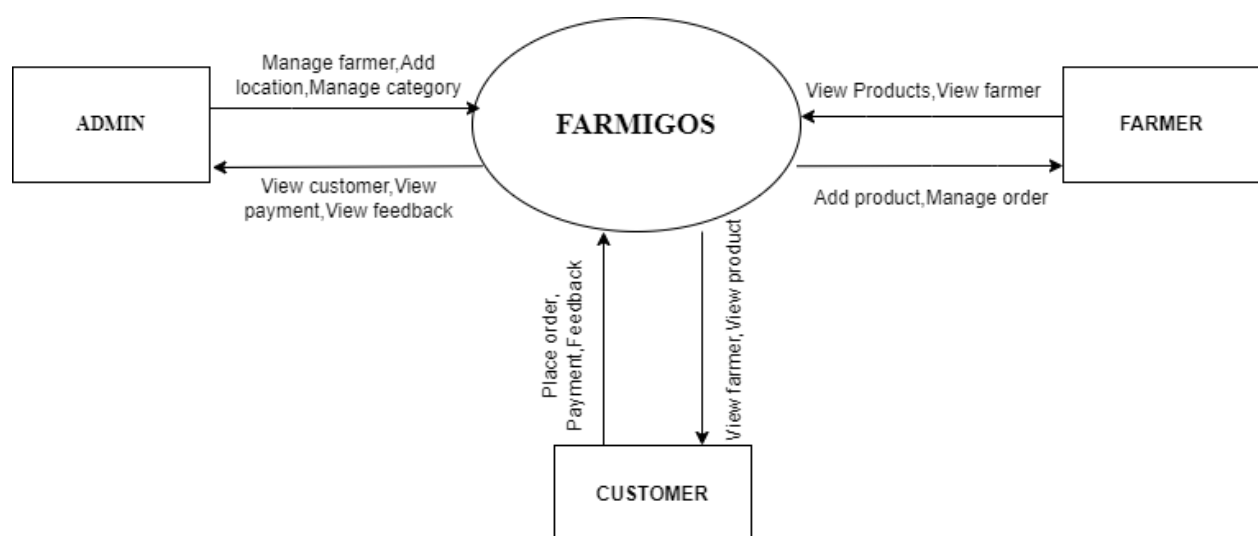 Manage farmer,Add
location,Manage category
ADMIN
FARMIGOS
View Products,View farmer
FARMER
View customer,View
payment,View feedback
Add product,Manage order
Place order,
Payment,Feedback
View farmer,View product
CUSTOMER